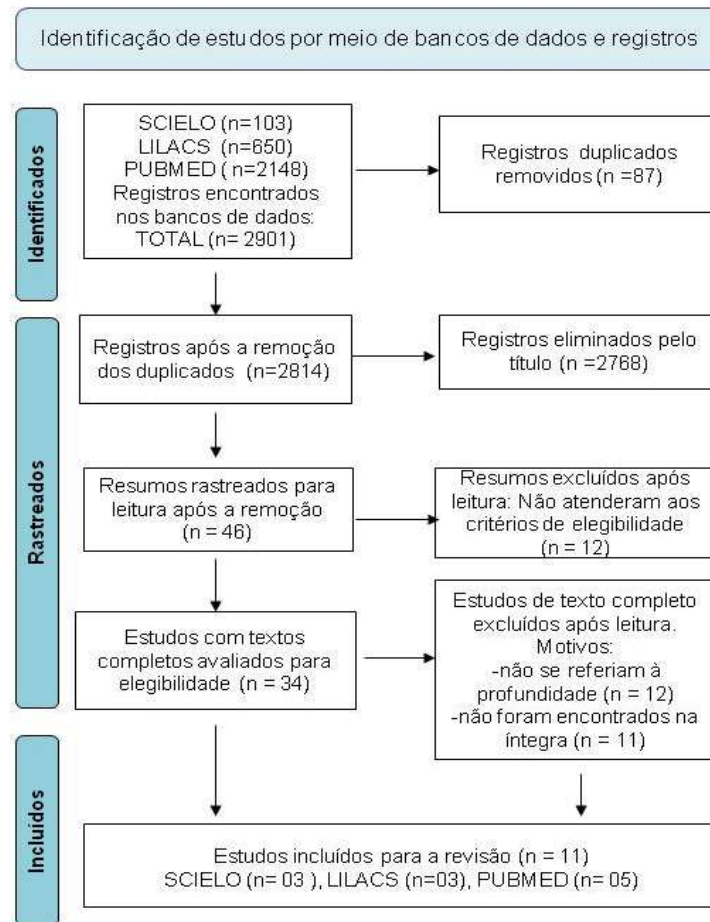 Identificação de estudos por meio de bancos de dados e registros
Identificados
SCIELO (n=103)
LILACS (n=650)
PUBMED ( n=2148)
Registros encontrados
nos bancos de dados:
TOTAL (n= 2901)
Registros duplicados
removidos (n =87)
Rastreados
Registros após a remoção
dos duplicados (n=2814)
Registros eliminados pelo
título (n =2768)
Resumos rastreados para
leitura após a remoção
(n = 46)
Resumos excluídos após
leitura: Não atenderam aos
critérios de elegibilidade
(n = 12)
Estudos com textos
completos avaliados para
elegibilidade (n = 34)
Estudos de texto completo
excluídos após leitura.
Motivos:
-não se referiam à
profundidade (n = 12)
-não foram encontrados na
íntegra (n = 11)
Incluídos
Estudos incluídos para a revisão (n = 11)
SCIELO (n= 03 ), LILACS (n=03), PUBMED (n= 05)